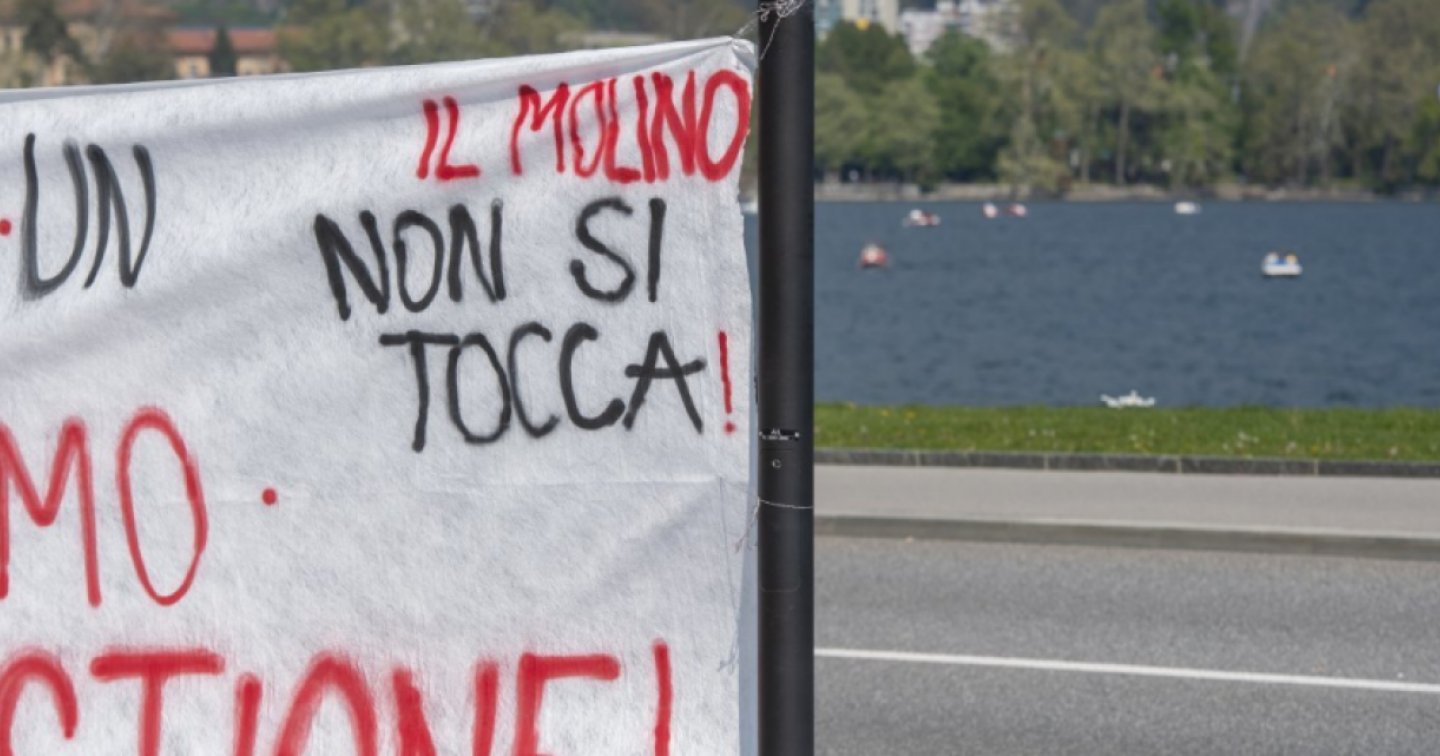 IL MOLINO
UN
NON SI
TOCCA!
MO.